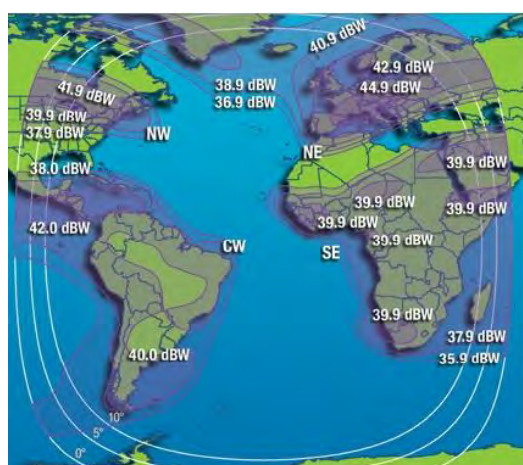 40.9 dBW
42.9 dBW
41.9 dBW
38.9 dBW
44.9 dBW
36.9 dBW
39.9 dBW
37.9 dBW
NW
NE
38.0 dBW
39.9 dBW
39.9 dBW
39.9 dBW
42.0 dBW
39.9 dBW
CW
SE
39.9 dBW
39.9 dBW
37.9 dBW
40.0 dBW
35.9 dBW
10°
5°
0°